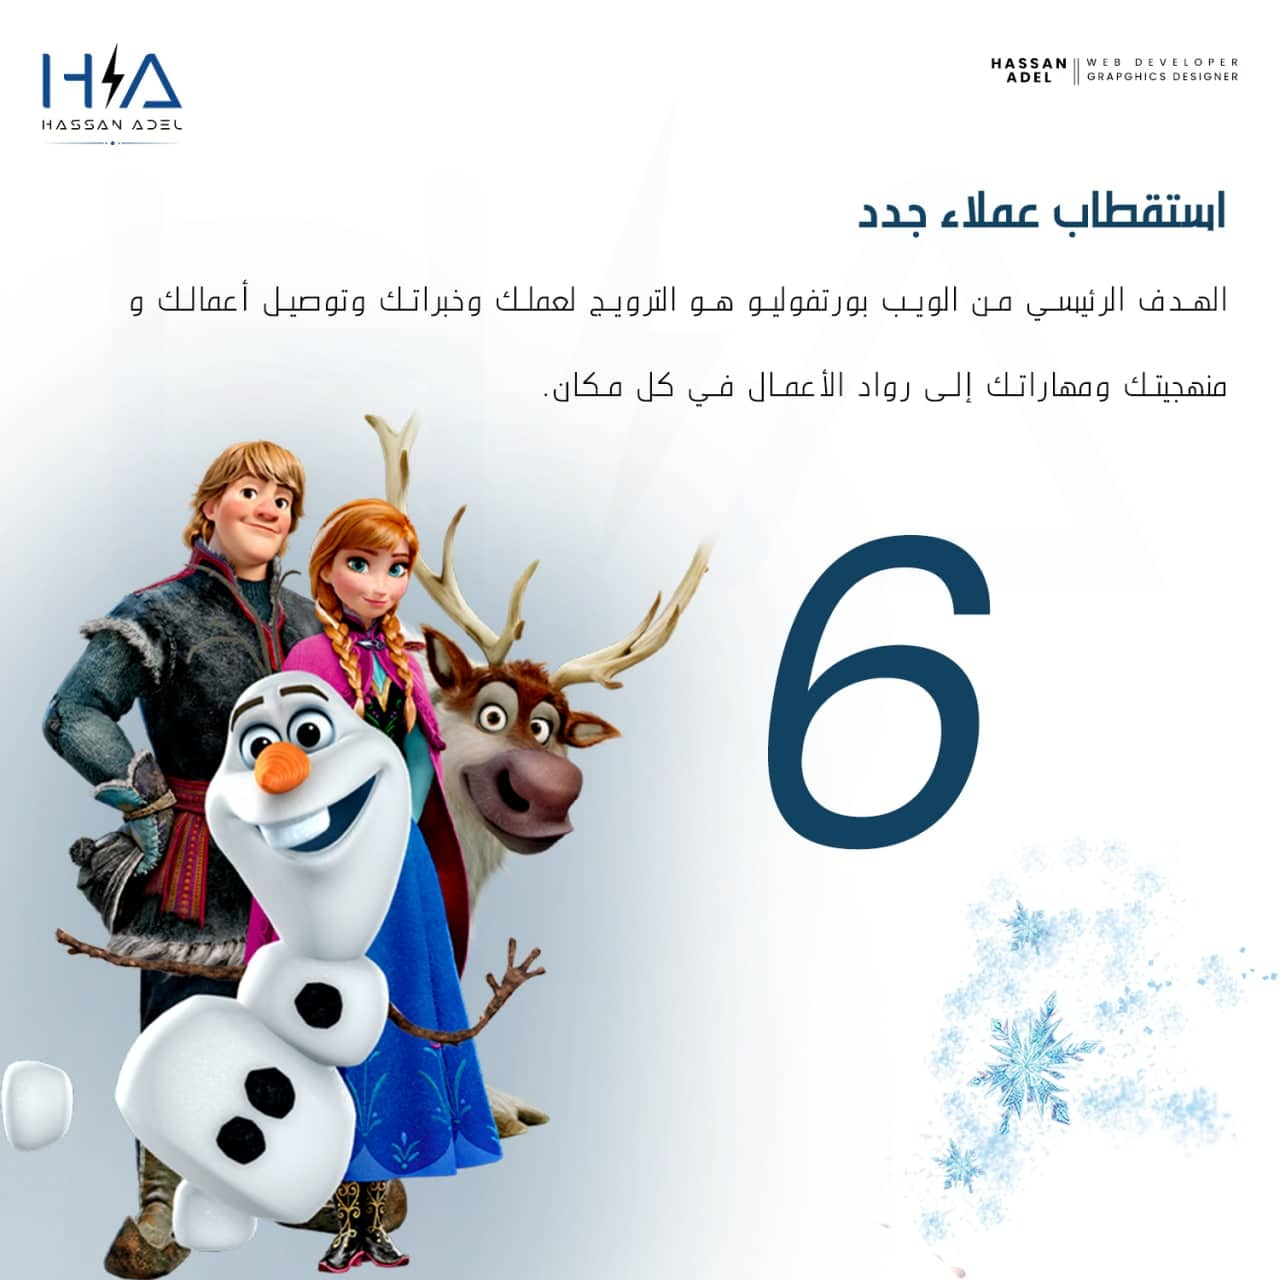 HASSAN ADEL
HASSAN
ADEL
WEB DEVELOPER
GRAPGHICS DESIGNER
استقطاب عملاء جدد
الهدف الرئيسي من الويب بورتفوليو هو الترويج لعملك وخبراتك وتوصيل أعمالك و
منهجيتك ومهاراتك إلى رواد الأعمال في كل مكان.
6